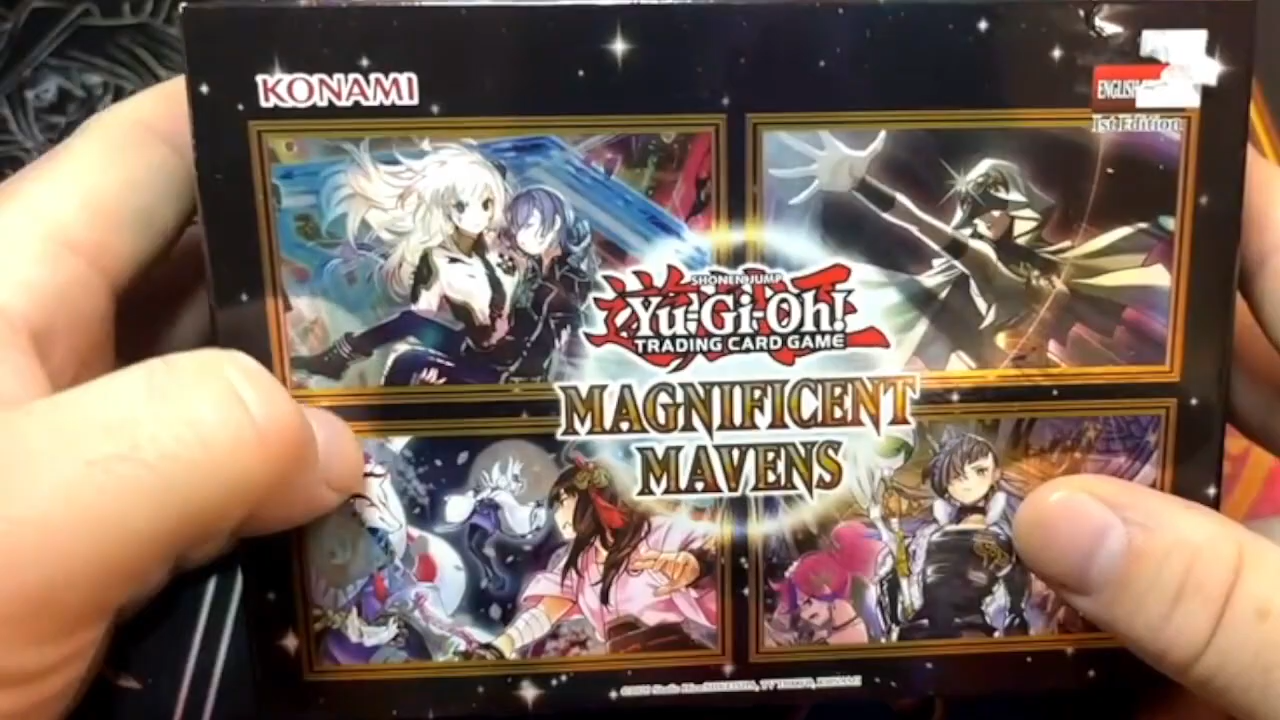 KONAMI
ENGLISH
1st Edition
SHONEN JUMP
Yu-Gi-Oh!
TRADING CARD GAME
MAGNIFICENT
MAVENS